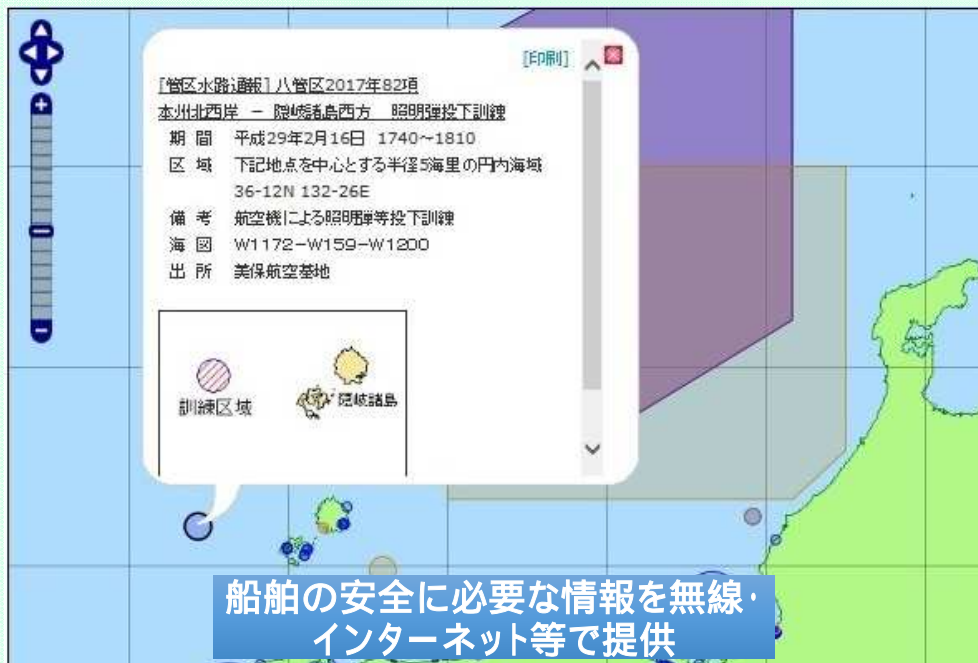 [印刷]
[管区水路通報] 八管区2017年82項
本州北西岸 － 隠岐諸島西方 照明弾投下訓練
期 間 平成29年2月16日 1740～1810
区 域 下記地点を中心とする半径5海里の円内海域
36-12N 132-26E
備 考 航空機による照明弾等投下訓練
海 図 W1172－W159－W1200
出 所 美保航空基地
訓練区域 隠岐諸島
船舶の安全に必要な情報を無線・
インターネット等で提供